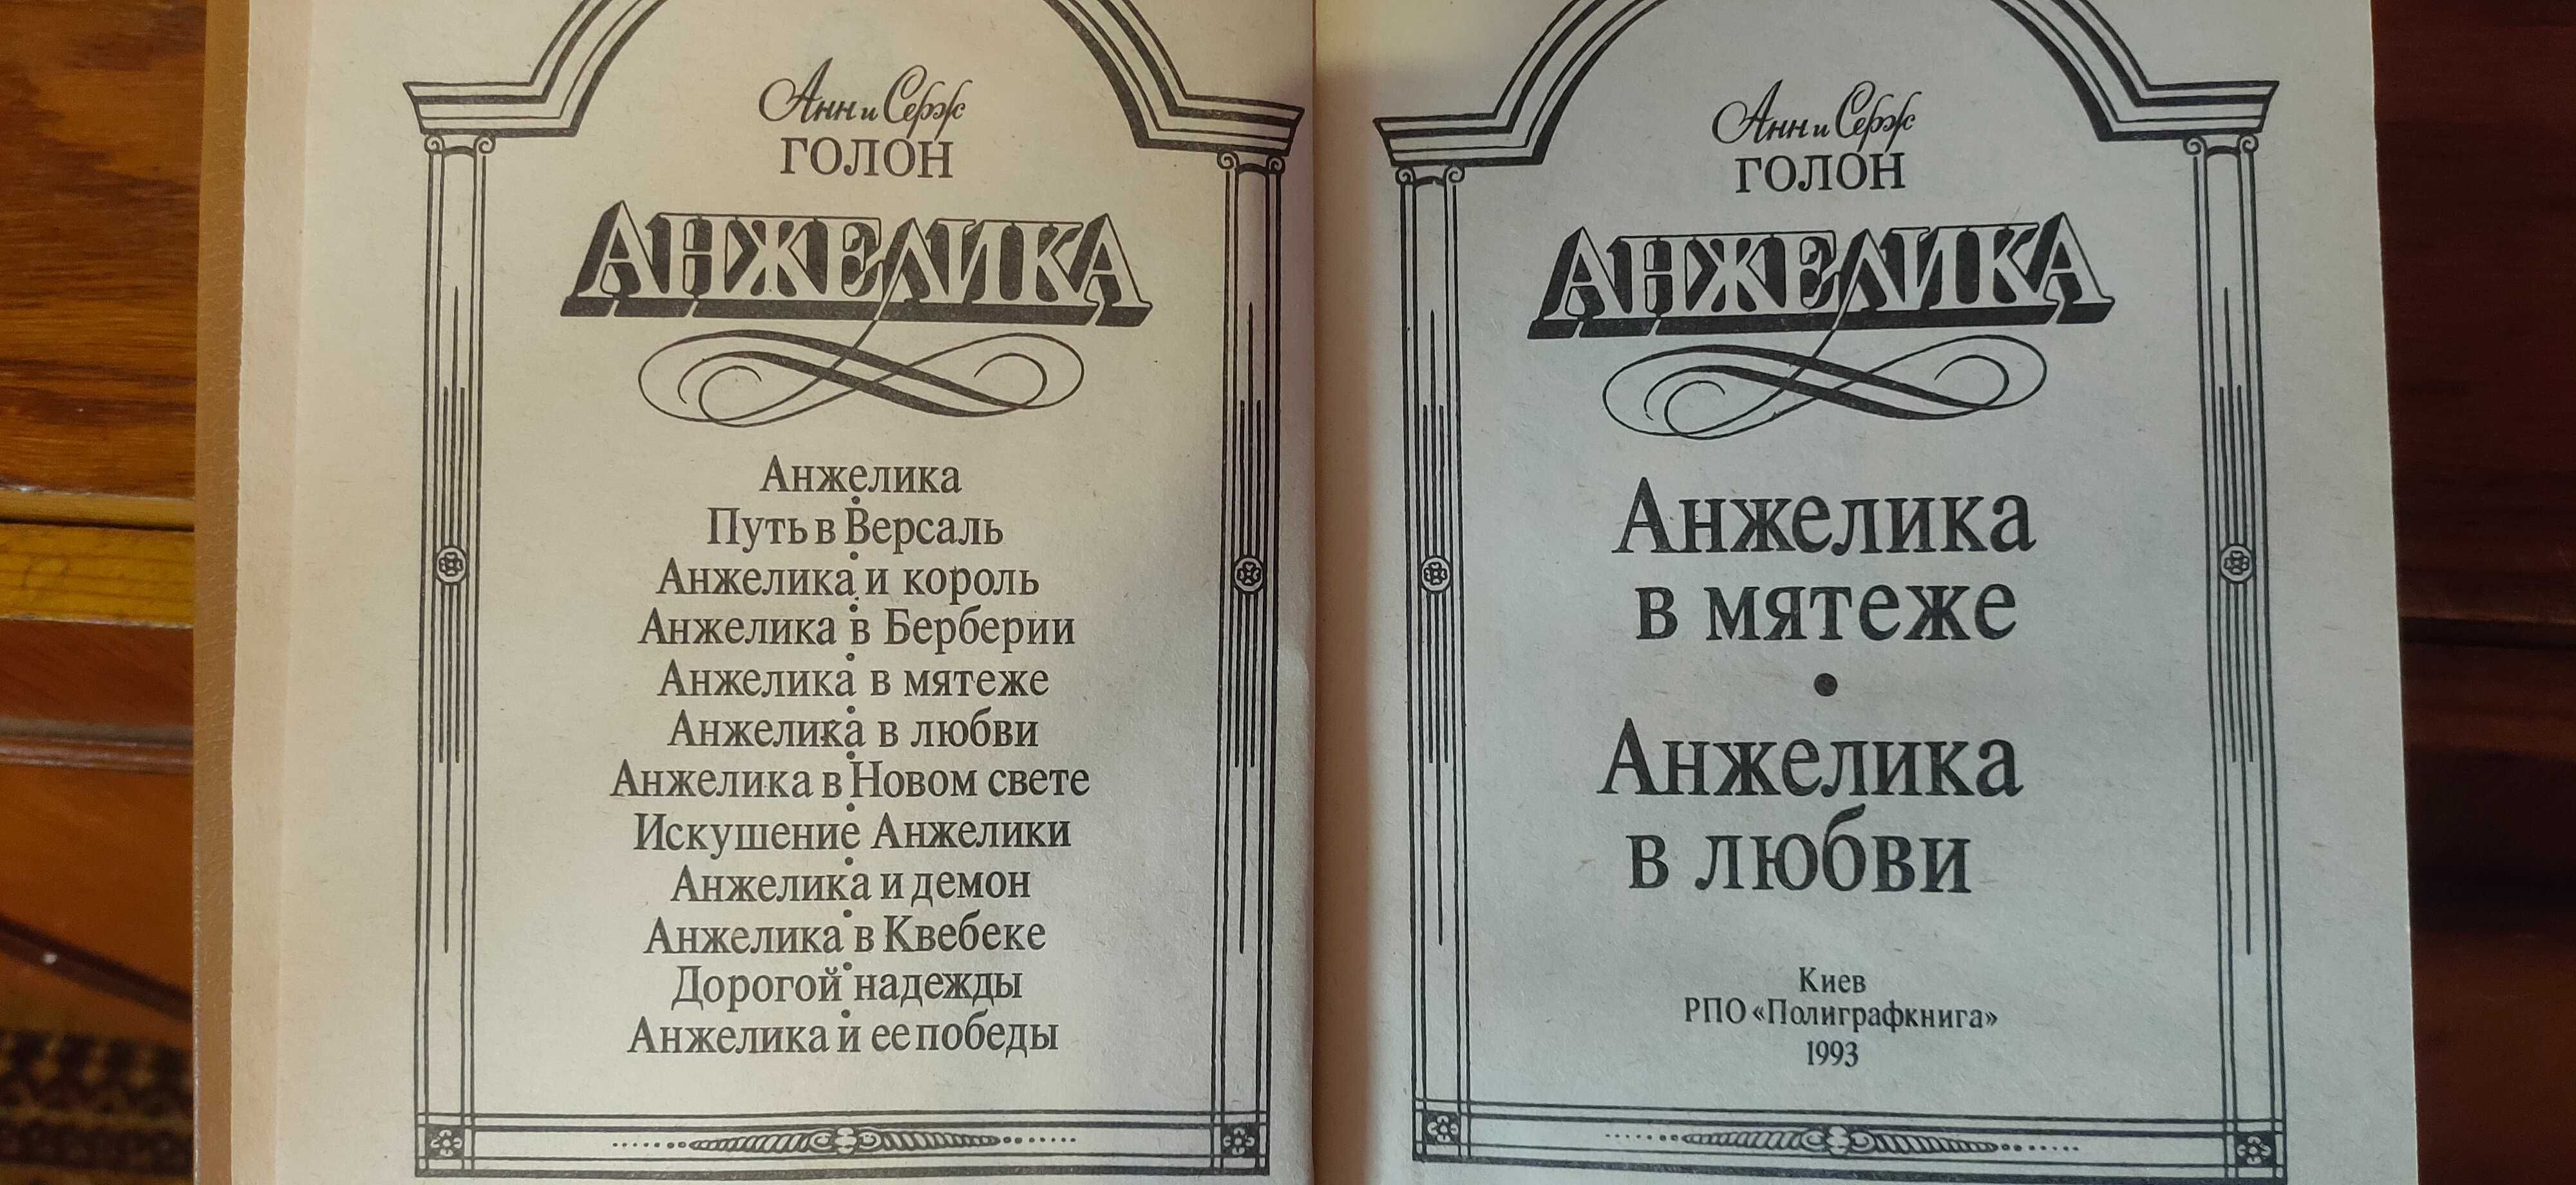 Анн и Серж
ГОЛОН
АНЖЕЛИКА
Анжелика
Путь в Версаль
Анжелика и король
Анжелика в Берберии
Анжелика в мятеже
Анжелика в любви
Анжелика в Новом свете
Искушение Анжелики
Анжелика и демон
Анжелика в Квебеке
Дорогой надежды
Анжелика и ее победы
Анн и Серж
ГОЛОН
АНЖЕЛИКА
Анжелика
в мятеже
•
Анжелика
в любви
Киев
РПО «Полиграфкнига»
1993